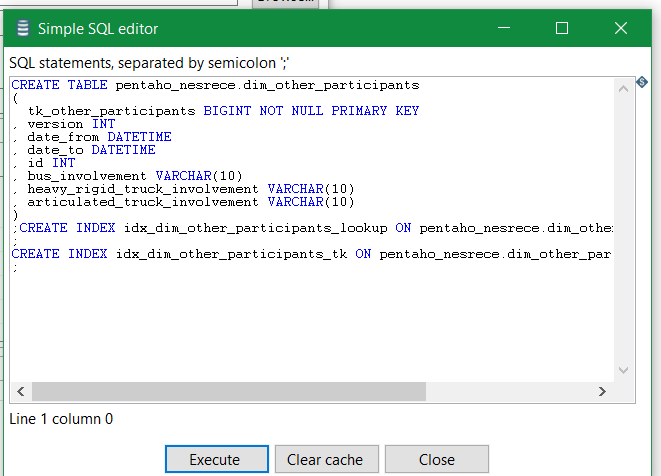 Simple SQL editor
SQL statements, separated by semicolon ';'
CREATE TABLE pentaho_nesrece.dim_other_participants
(
  tk_other_participants BIGINT NOT NULL PRIMARY KEY
, version INT
, date_from DATETIME
, date_to DATETIME
, id INT
, bus_involvement VARCHAR(10)
, heavy_rigid_truck_involvement VARCHAR(10)
, articulated_truck_involvement VARCHAR(10)
)
;CREATE INDEX idx_dim_other_participants_lookup ON pentaho_nesrece.dim_othe
;
CREATE INDEX idx_dim_other_participants_tk ON pentaho_nesrece.dim_other_par
;
Line 1 column 0
Execute Clear cache Close